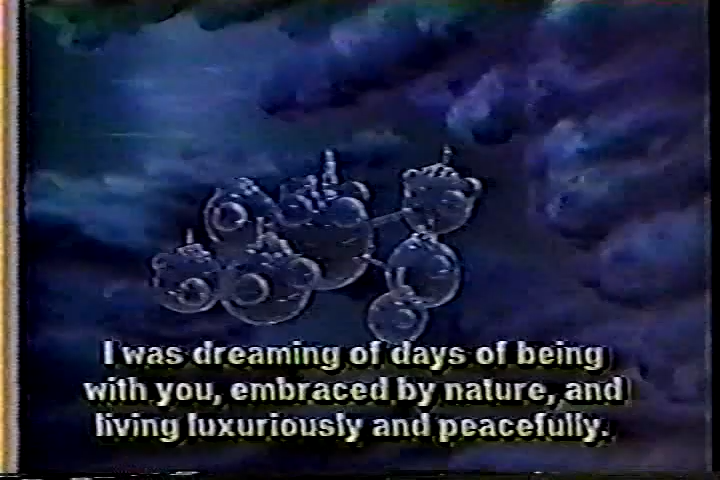 I was dreaming of days of being
with you, embraced by nature, and
living luxuriously and peacefully.